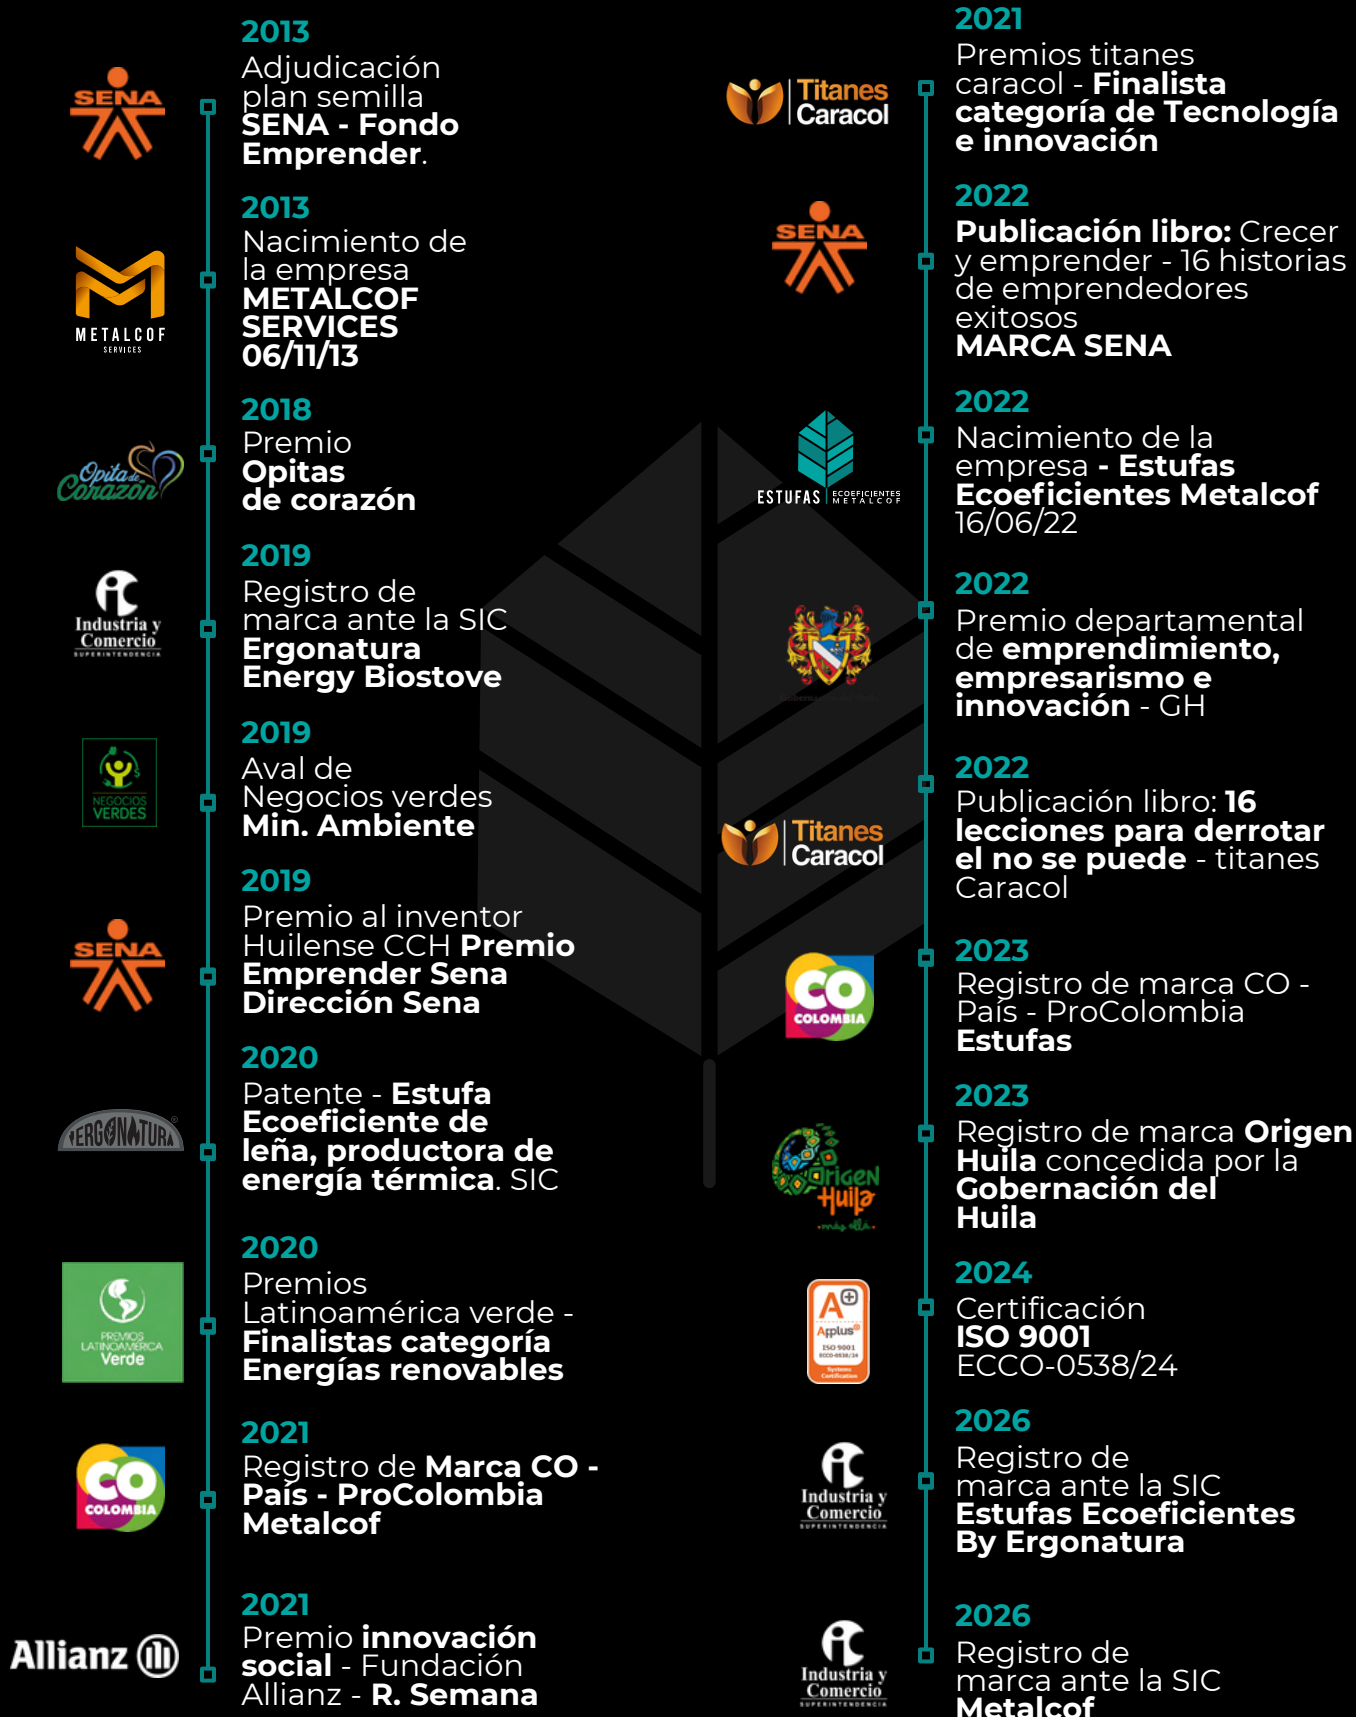 SENA
2013
Adjudicación
plan semilla
SENA - Fondo
Emprender.
METALCOF
SERVICES
2013
Nacimiento de
la empresa
METALCOF
SERVICES
06/11/13
Opita de
Corazón
2018
Premio
Opitas
de corazón
Industria y
Comercio
SUPERINTENDENCIA
2019
Registro de
marca ante la SIC
Ergonatura
Energy Biostove
NEGOCIOS
VERDES
2019
Aval de
Negocios verdes
Min. Ambiente
SENA
2019
Premio al inventor
Huilense CCH Premio
Emprender Sena
Dirección Sena
ERGONATURA
2020
Patente - Estufa
Ecoeficiente de
leña, productora de
energía térmica. SIC
PREMIOS
LATINOAMÉRICA
Verde
2020
Premios
Latinoamérica verde -
Finalistas categoría
Energías renovables
CO
COLOMBIA
2021
Registro de Marca CO -
País - ProColombia
Metalcof
Allianz
2021
Premio innovación
social - Fundación
Allianz - R. Semana
Titanes
Caracol
2021
Premios titanes
caracol - Finalista
categoría de Tecnología
e innovación
SENA
2022
Publicación libro: Crecer
y emprender - 16 historias
de emprendedores
exitosos
MARCA SENA
ESTUFAS ECOEFICIENTES
METALCOF
2022
Nacimiento de la
empresa - Estufas
Ecoeficientes Metalcof
16/06/22
2022
Premio departamental
de emprendimiento,
empresarismo e
innovación - GH
Titanes
Caracol
2022
Publicación libro: 16
lecciones para derrotar
el no se puede - titanes
Caracol
CO
COLOMBIA
2023
Registro de marca CO -
País - ProColombia
Estufas
ORIGEN
Huila
más allá
2023
Registro de marca Origen
Huila concedida por la
Gobernación del
Huila
A+
Applus
ISO 9001
ECCO-0538/24
Systems
Certification
2024
Certificación
ISO 9001
ECCO-0538/24
Industria y
Comercio
SUPERINTENDENCIA
2026
Registro de
marca ante la SIC
Estufas Ecoeficientes
By Ergonatura
Industria y
Comercio
SUPERINTENDENCIA
2026
Registro de
marca ante la SIC
Metalcof